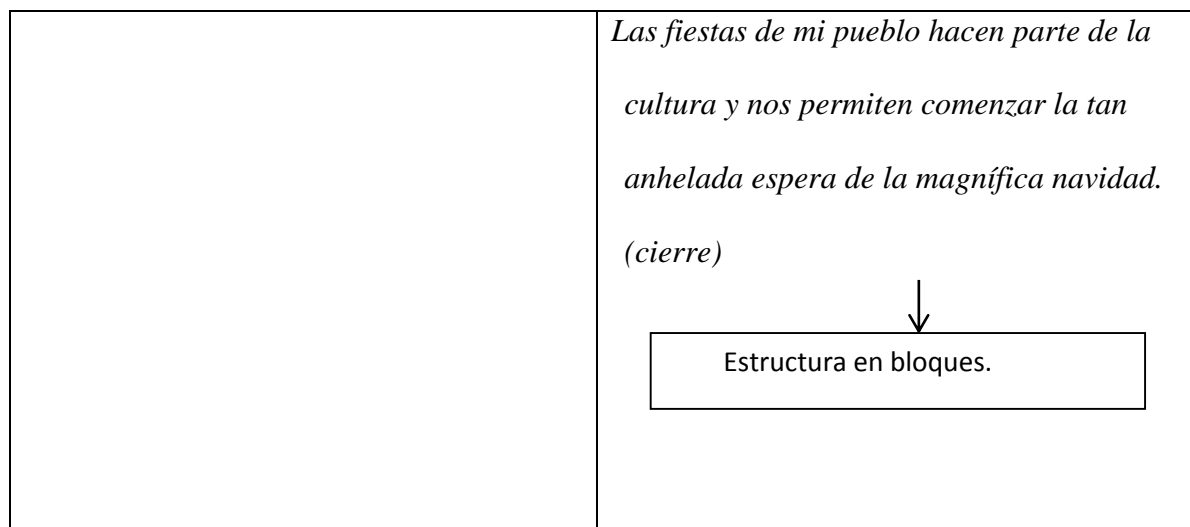 Las fiestas de mi pueblo hacen parte de la
cultura y nos permiten comenzar la tan
anhelada espera de la magnífica navidad.
(cierre)
Estructura en bloques.